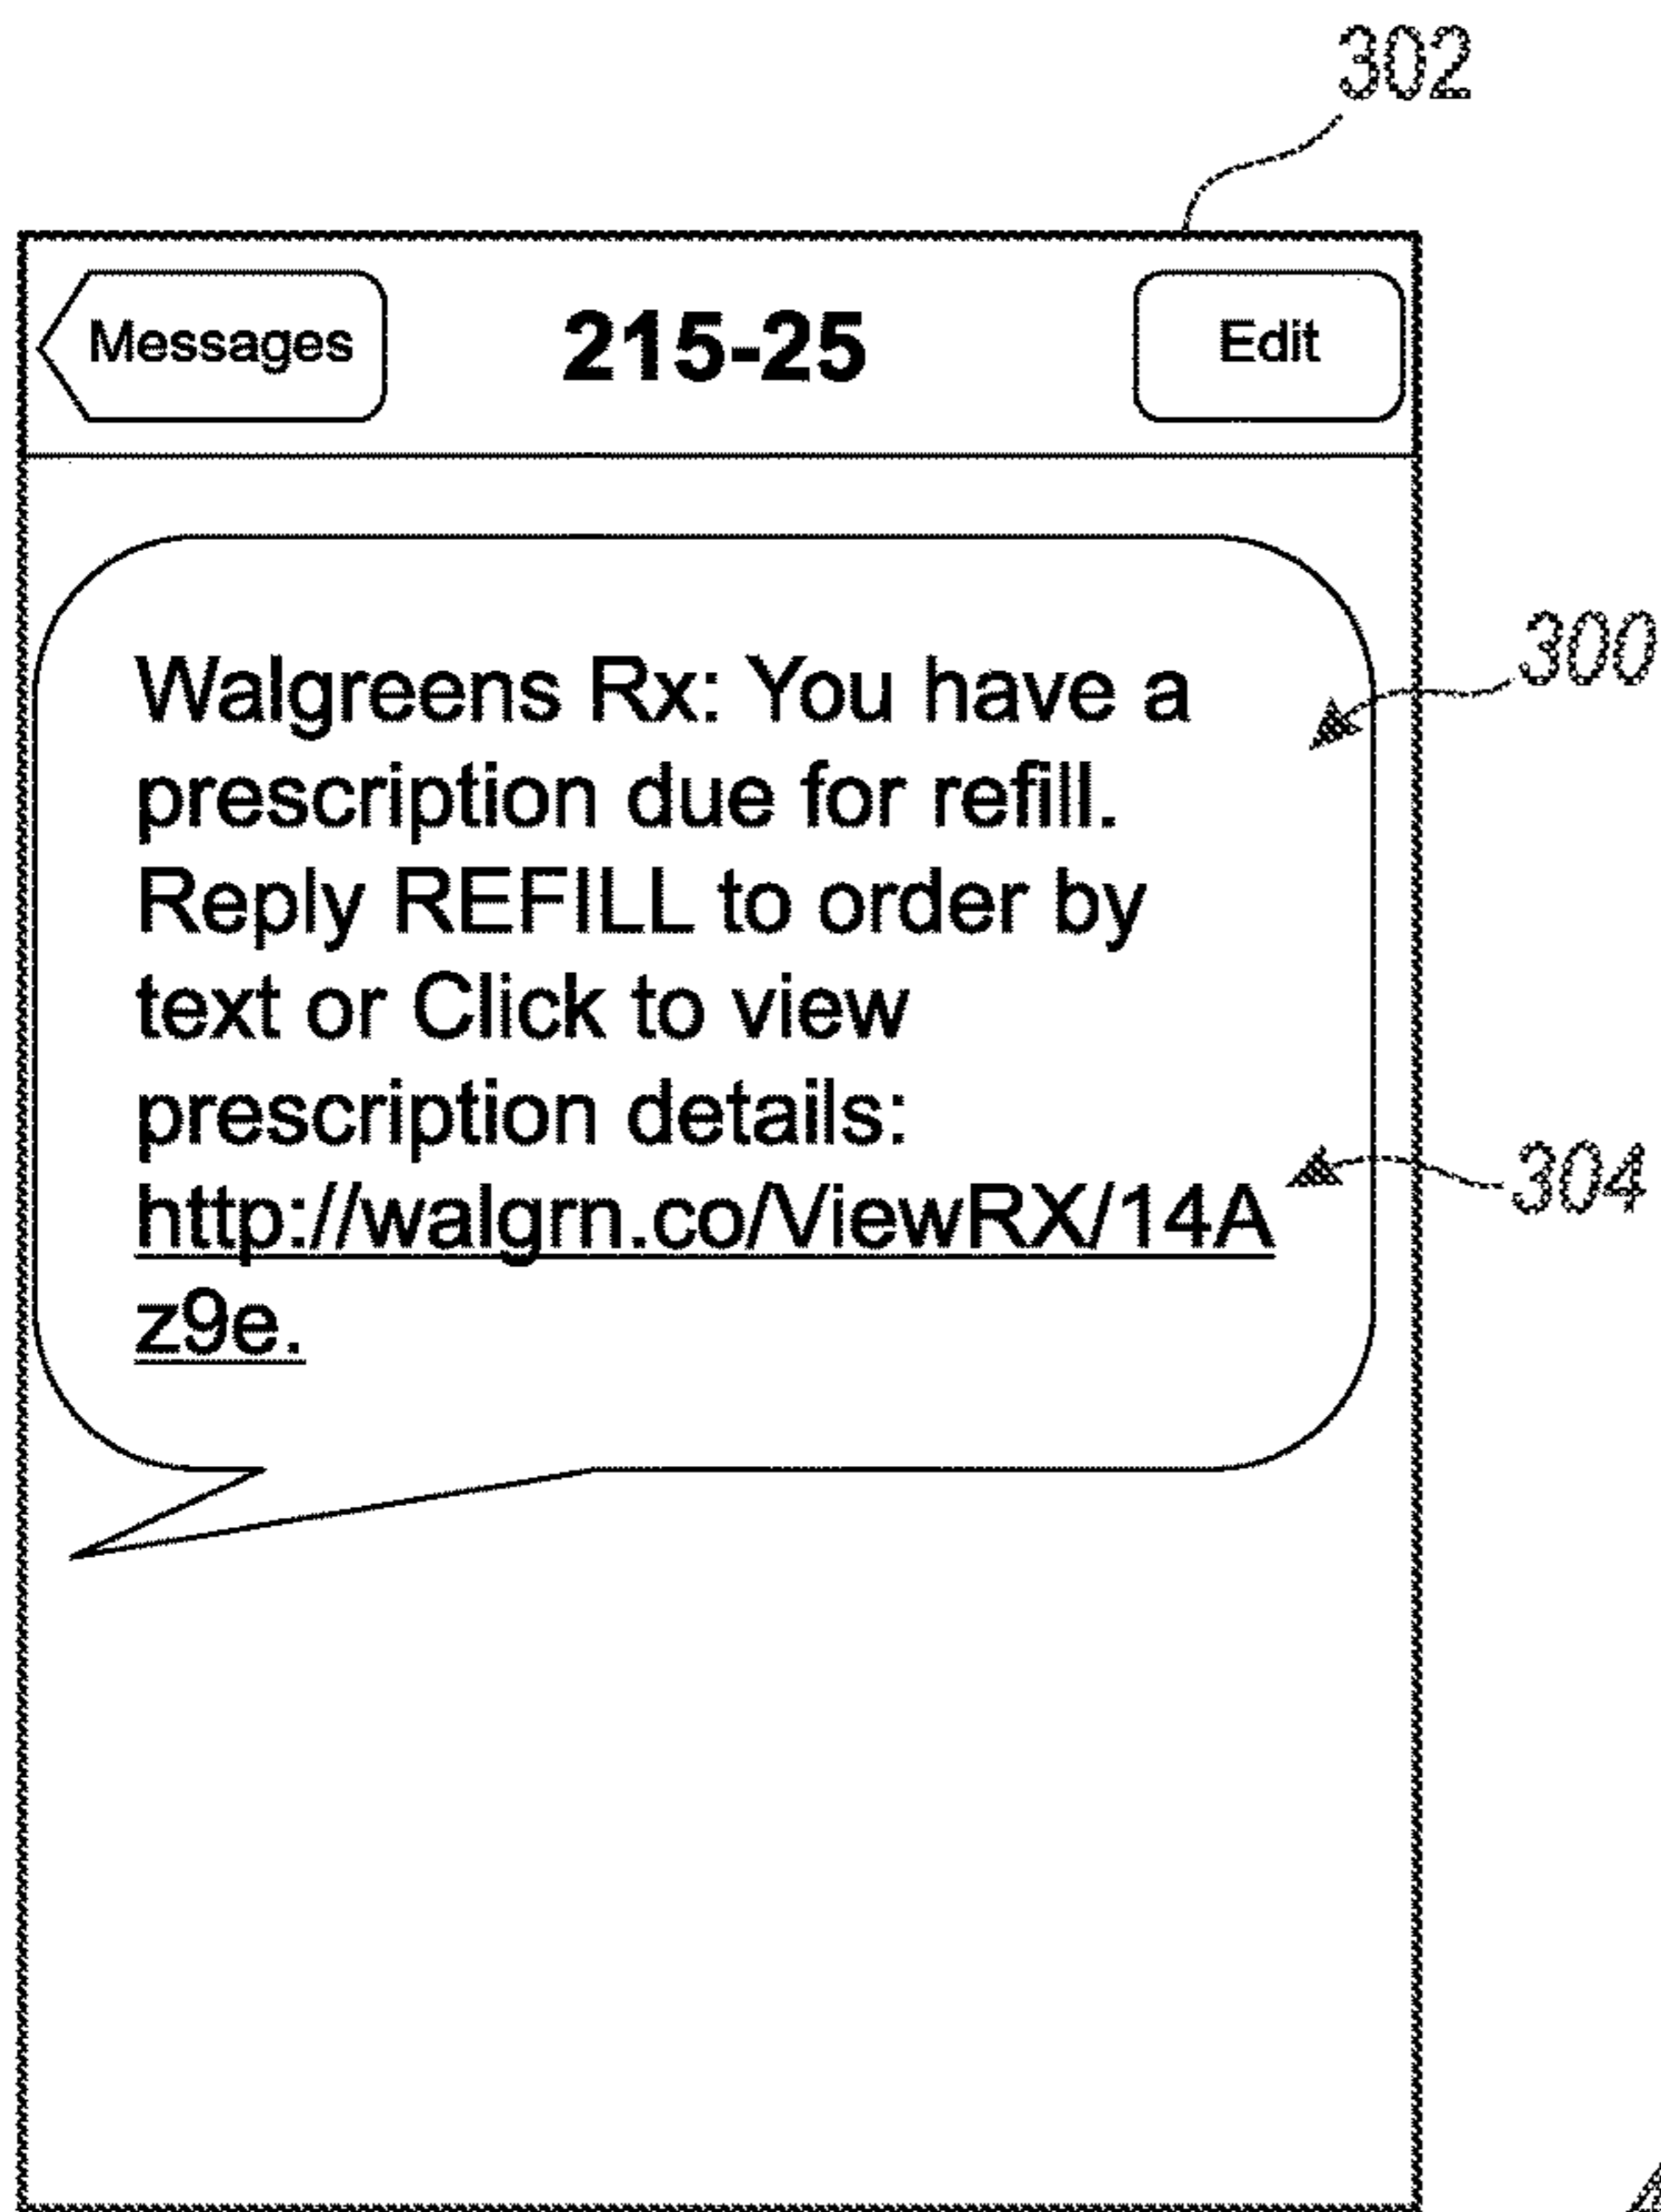 302
Messages
215-25
Edit
Walgreens Rx: You have a
prescription due for refill.
Reply REFILL to order by
text or Click to view
prescription details:
http://walgrn.co/ViewRX/14A
z9e.
300
304